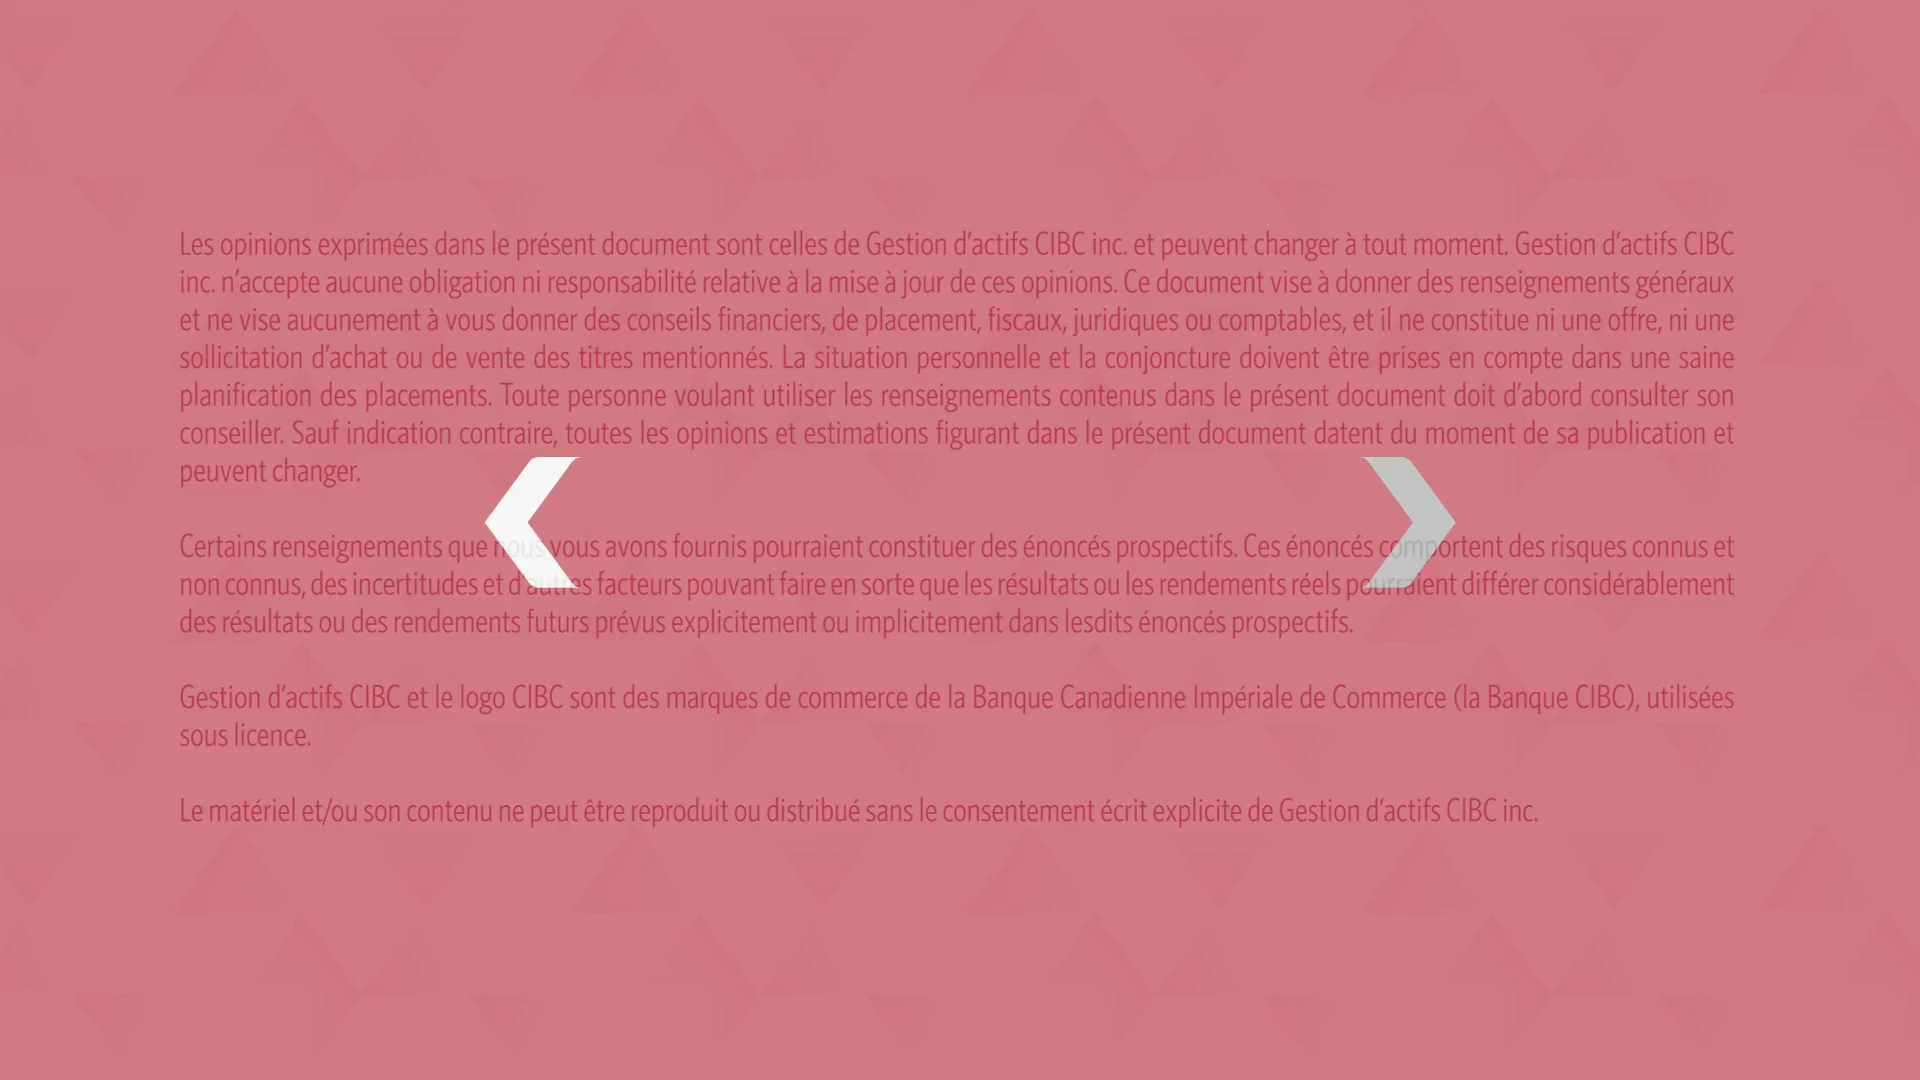 Les opinions exprimées dans le présent document sont celles de Gestion d’actifs CIBC inc. et peuvent changer à tout moment. Gestion d’actifs CIBC
inc. n’accepte aucune obligation ni responsabilité relative à la mise à jour de ces opinions. Ce document vise à donner des renseignements généraux
et ne vise aucunement à vous donner des conseils financiers, de placement, fiscaux, juridiques ou comptables, et il ne constitue ni une offre, ni une
sollicitation d’achat ou de vente des titres mentionnés. La situation personnelle et la conjoncture doivent être prises en compte dans une saine
planification des placements. Toute personne voulant utiliser les renseignements contenus dans le présent document doit d’abord consulter son
conseiller. Sauf indication contraire, toutes les opinions et estimations figurant dans le présent document datent du moment de sa publication et
peuvent changer.
Certains renseignements que nous vous avons fournis pourraient constituer des énoncés prospectifs. Ces énoncés comportent des risques connus et
non connus, des incertitudes et d’autres facteurs pouvant faire en sorte que les résultats ou les rendements réels pourraient différer considérablement
des résultats ou des rendements futurs prévus explicitement ou implicitement dans lesdits énoncés prospectifs.
Gestion d’actifs CIBC et le logo CIBC sont des marques de commerce de la Banque Canadienne Impériale de Commerce (la Banque CIBC), utilisées
sous licence.
Le matériel et/ou son contenu ne peut être reproduit ou distribué sans le consentement écrit explicite de Gestion d’actifs CIBC inc.